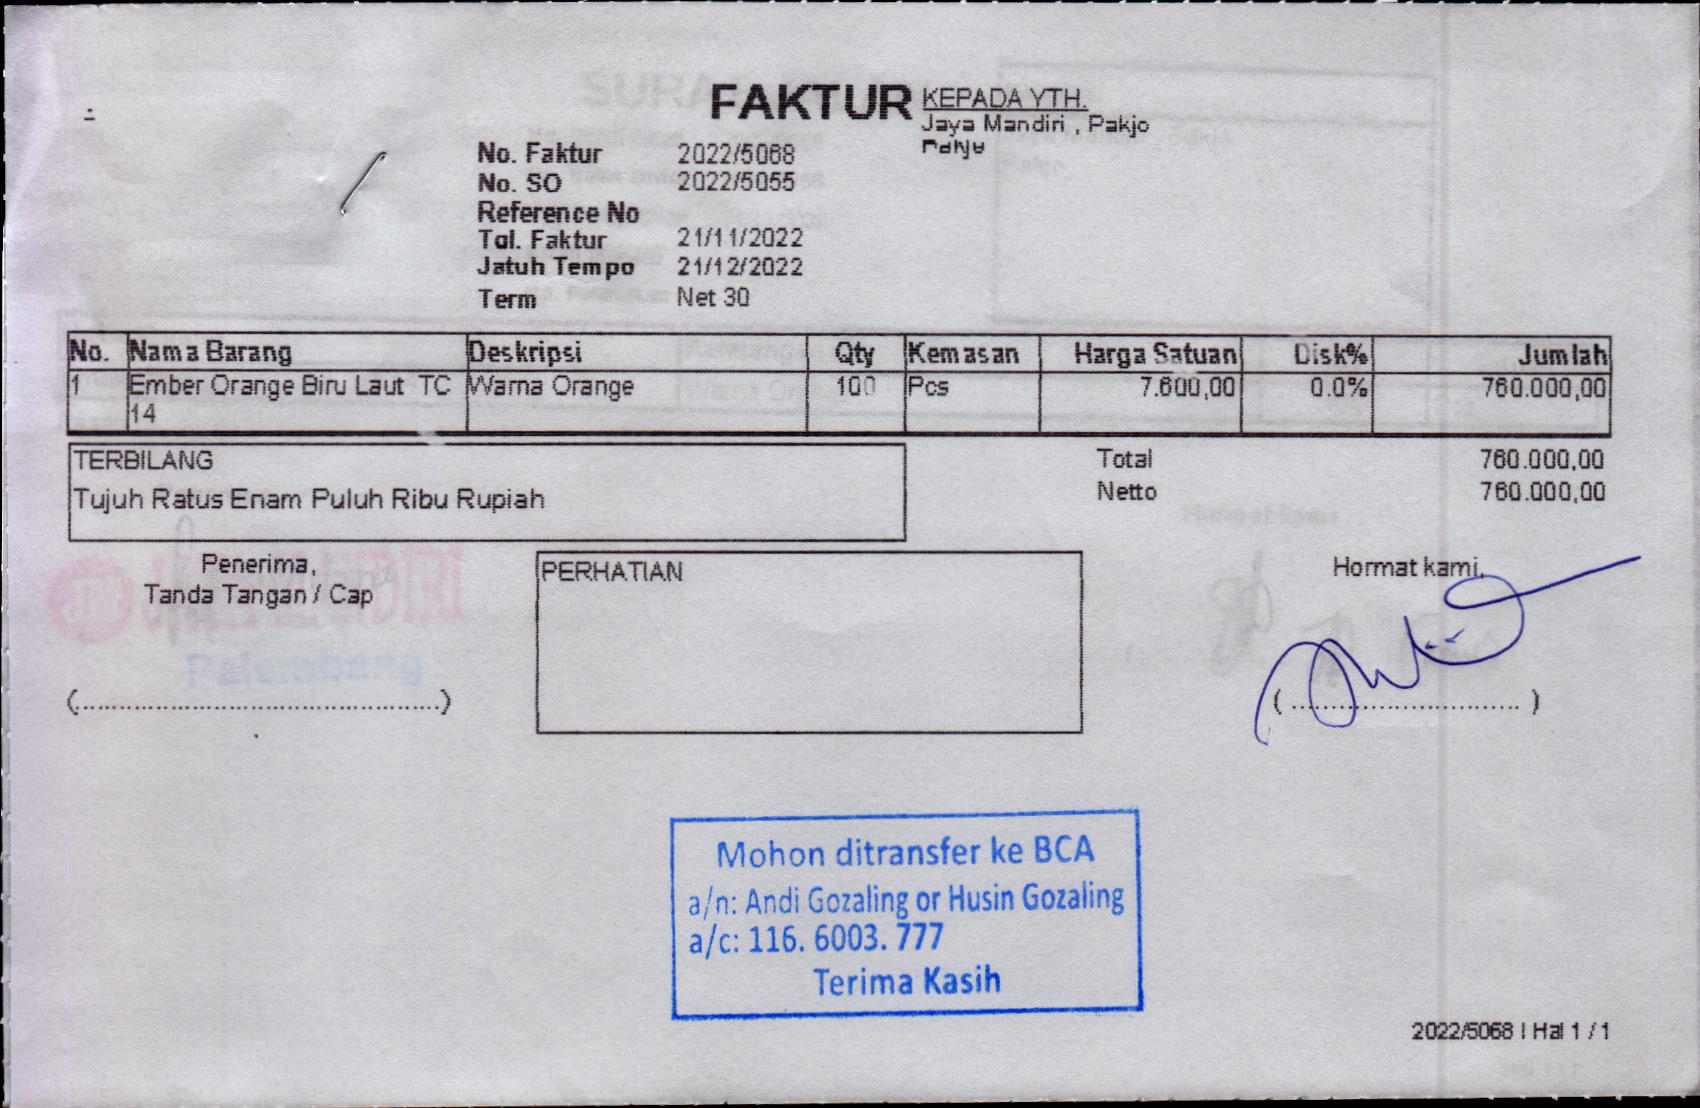 FAKTUR
KEPADA YTH.
Jaya Mandiri , Pakjo
No. Faktur 2022/5068
No. SO 2022/5055
Reference No
Tgl. Faktur 21/11/2022
Jatuh Tempo 21/12/2022
Term Net 30
No. Nama Barang Deskripsi Qty Kemasan Harga Satuan Disk% Jumlah
1 Ember Orange Biru Laut TC Warna Orange 100 Pcs 7.600,00 0.0% 760.000,00
14
TERBILANG
Tujuh Ratus Enam Puluh Ribu Rupiah
Total 760.000,00
Netto 760.000,00
Penerima,
Tanda Tangan / Cap
(................................................)
PERHATIAN
Hormat kami,
( .............................. )
Palembang
Mohon ditransfer ke BCA
a/n: Andi Gozaling or Husin Gozaling
a/c: 116. 6003. 777
Terima Kasih
2022/5068 | Hal 1 / 1